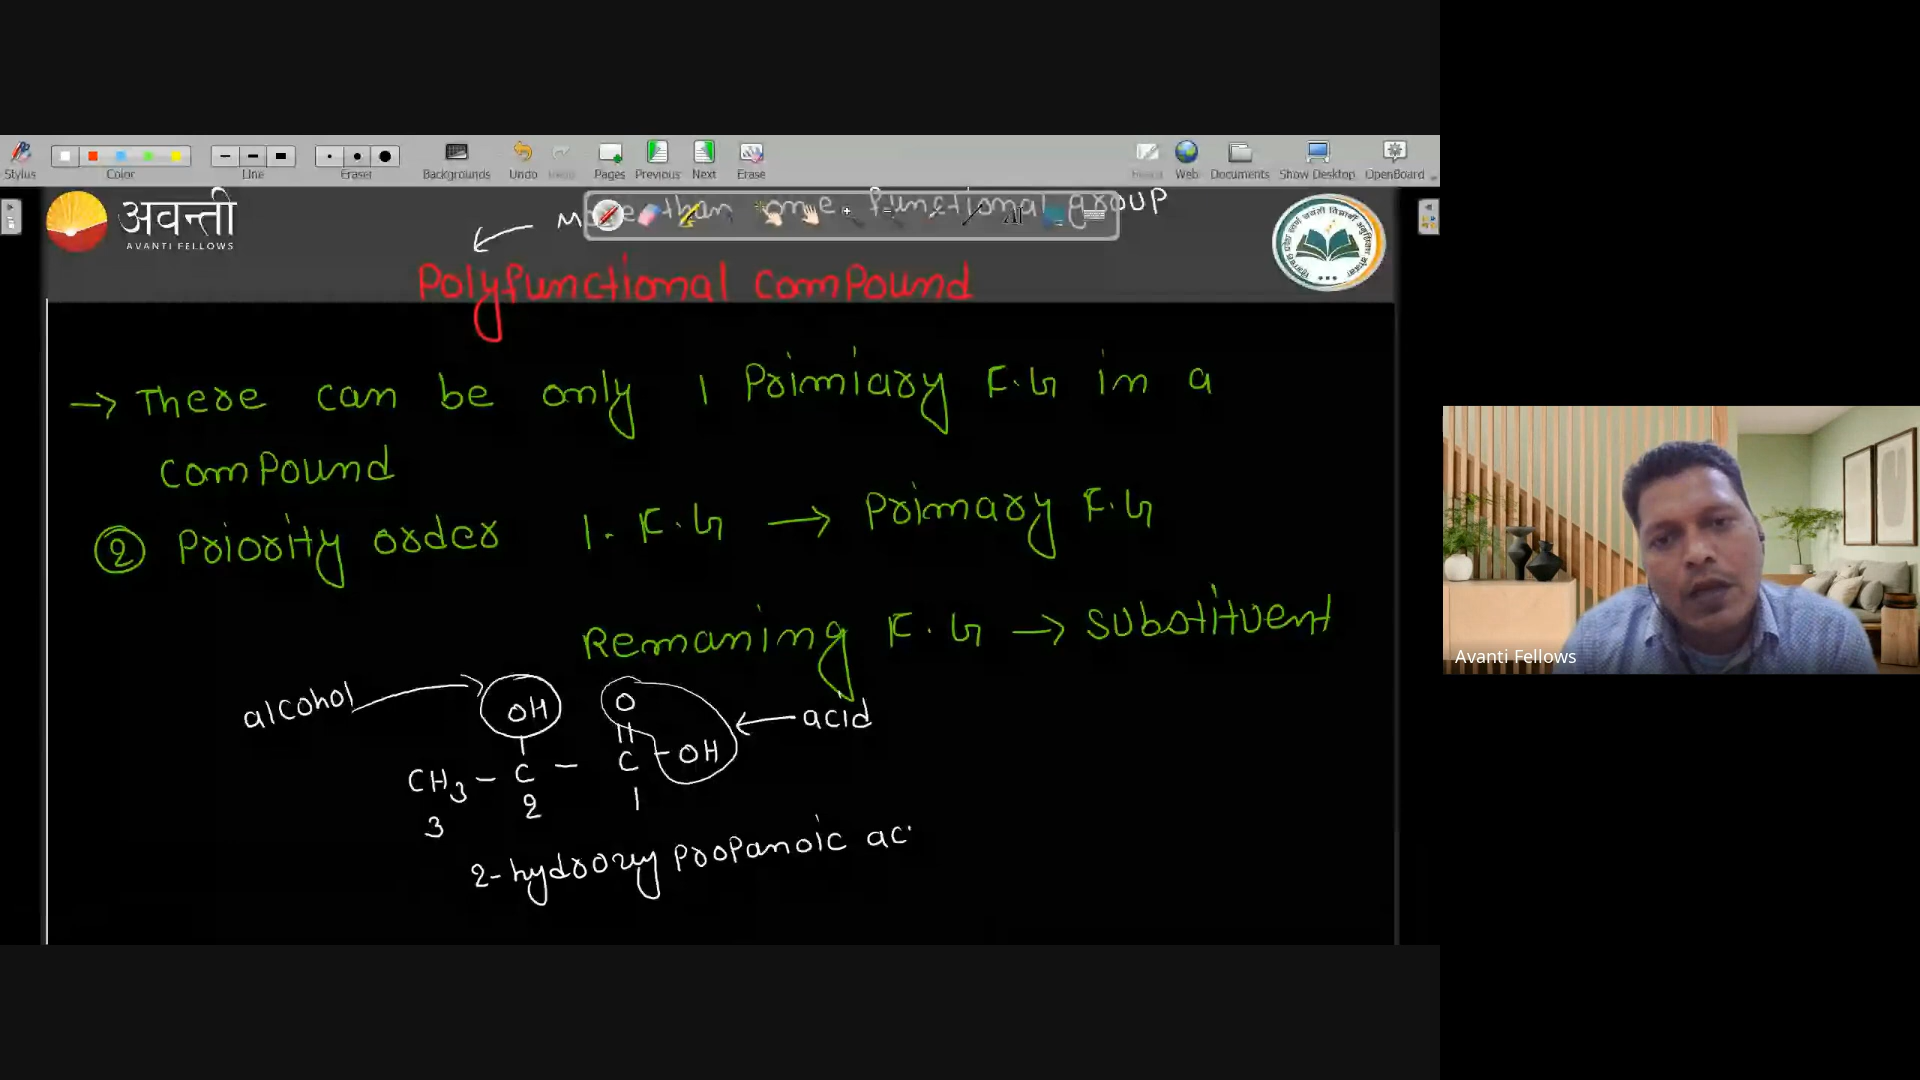 Stylus Color Line Eraser Backgrounds Undo Pages Previous Next Erase Web Documents Show Desktop OpenBoard
अवन्ती
AVANTI FELLOWS
More than one functional group
Polyfunctional compound
→ There can be only 1 Primiary F.G in a
compound
② Priority order 1. F.G → Primary F.G
Remaning F.G → substituent
alcohol OH O acid
CH3 - C - C - OH
3 2 1
2-hydroxy propanoic ac
Avanti Fellows